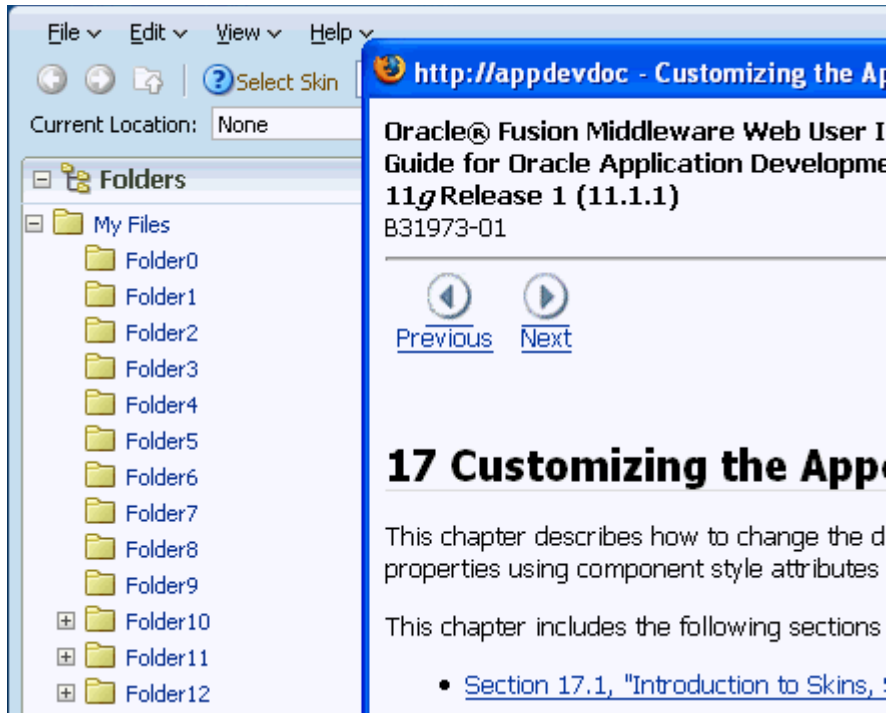 File Edit View Help
Select Skin
Current Location: None
Folders
My Files
Folder0
Folder1
Folder2
Folder3
Folder4
Folder5
Folder6
Folder7
Folder8
Folder9
Folder10
Folder11
Folder12
http://appdevdoc - Customizing the Ap
Oracle® Fusion Middleware Web User I
Guide for Oracle Application Developme
11g Release 1 (11.1.1)
B31973-01
Previous Next
17 Customizing the Appe
This chapter describes how to change the d
properties using component style attributes
This chapter includes the following sections
• Section 17.1, "Introduction to Skins, S